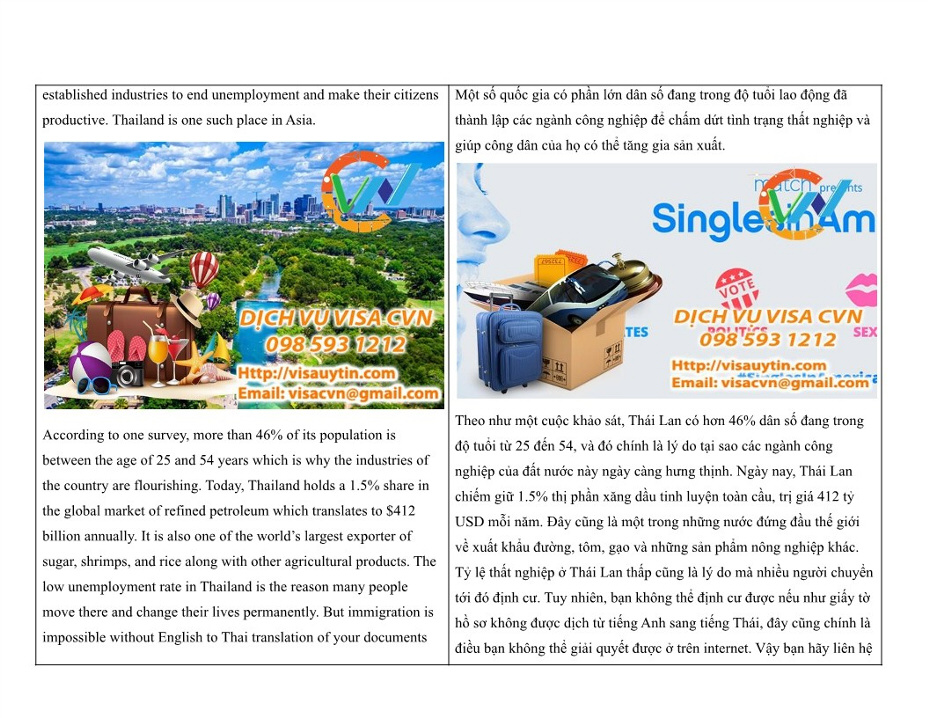 established industries to end unemployment and make their citizens
productive. Thailand is one such place in Asia.
DỊCH VỤ VISA CVN
098 593 1212
Http://visauytin.com
Email: visacvn@gmail.com
According to one survey, more than 46% of its population is
between the age of 25 and 54 years which is why the industries of
the country are flourishing. Today, Thailand holds a 1.5% share in
the global market of refined petroleum which translates to $412
billion annually. It is also one of the world’s largest exporter of
sugar, shrimps, and rice along with other agricultural products. The
low unemployment rate in Thailand is the reason many people
move there and change their lives permanently. But immigration is
impossible without English to Thai translation of your documents
Một số quốc gia có phần lớn dân số đang trong độ tuổi lao động đã
thành lập các ngành công nghiệp để chấm dứt tình trạng thất nghiệp và
giúp công dân của họ có thể tăng gia sản xuất.
match presents
SinglesinAm
VOTE
TES
POLITICS
SEX
DỊCH VỤ VISA CVN
098 593 1212
Http://visauytin.com
Email: visacvn@gmail.com
Theo như một cuộc khảo sát, Thái Lan có hơn 46% dân số đang trong
độ tuổi từ 25 đến 54, và đó chính là lý do tại sao các ngành công
nghiệp của đất nước này ngày càng hưng thịnh. Ngày nay, Thái Lan
chiếm giữ 1.5% thị phần xăng dầu tinh luyện toàn cầu, trị giá 412 tỷ
USD mỗi năm. Đây cũng là một trong những nước đứng đầu thế giới
về xuất khẩu đường, tôm, gạo và những sản phẩm nông nghiệp khác.
Tỷ lệ thất nghiệp ở Thái Lan thấp cũng là lý do mà nhiều người chuyển
tới đó định cư. Tuy nhiên, bạn không thể định cư được nếu như giấy tờ
hồ sơ không được dịch từ tiếng Anh sang tiếng Thái, đây cũng chính là
điều bạn không thể giải quyết được ở trên internet. Vậy bạn hãy liên hệ